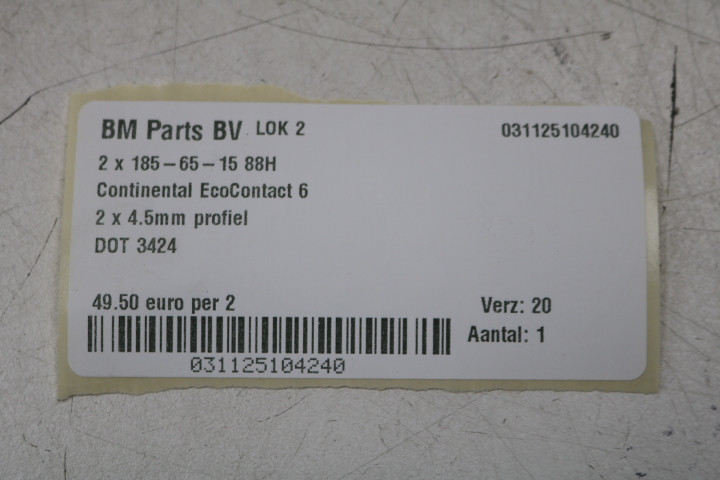 BM Parts BV LOK 2 031125104240
2 x 185-65-15 88H
Continental EcoContact 6
2 x 4.5mm profiel
DOT 3424
49.50 euro per 2 Verz: 20
Aantal: 1
031125104240